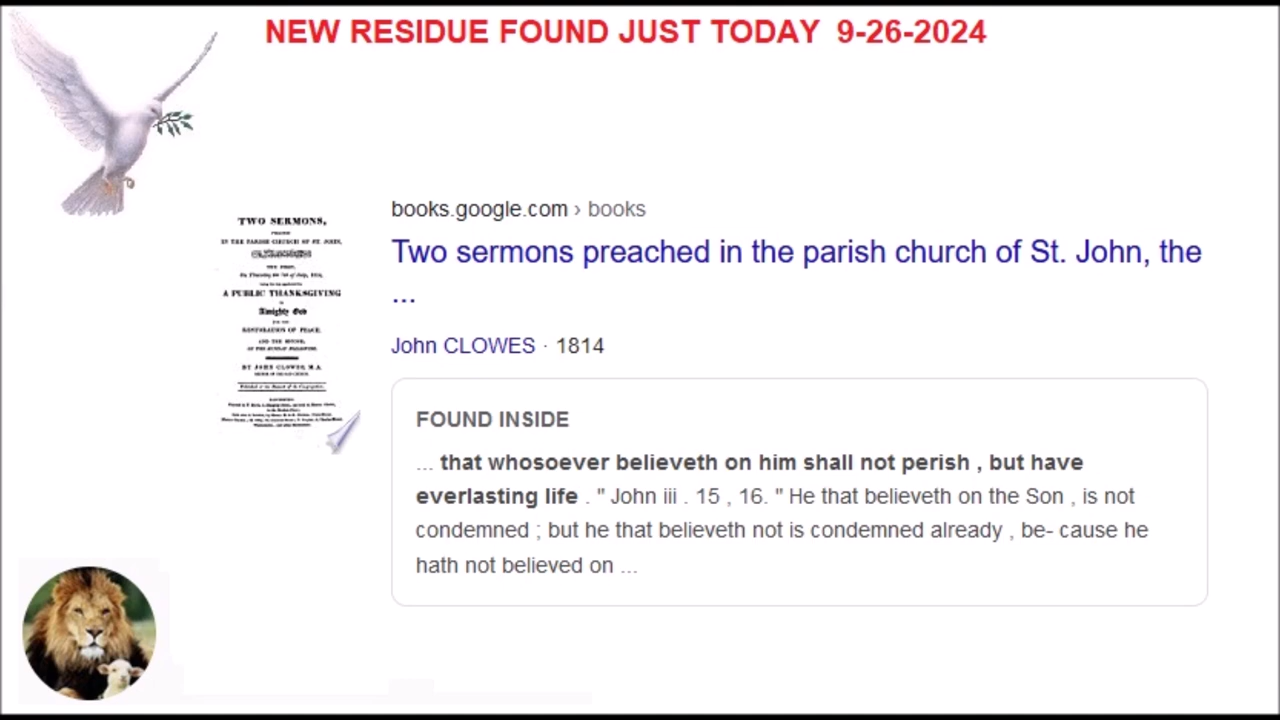 NEW RESIDUE FOUND JUST TODAY 9-26-2024
books.google.com › books
Two sermons preached in the parish church of St. John, the
...
John CLOWES · 1814
FOUND INSIDE
... that whosoever believeth on him shall not perish , but have
everlasting life . " John iii . 15 , 16. " He that believeth on the Son , is not
condemned ; but he that believeth not is condemned already , be- cause he
hath not believed on ...
TWO SERMONS,
IN THE PARISH CHURCH OF ST. JOHN,
A PUBLIC THANKSGIVING
Almighty God
RESTORATION OF PEACE,
BY JOHN CLOWES, M.A.